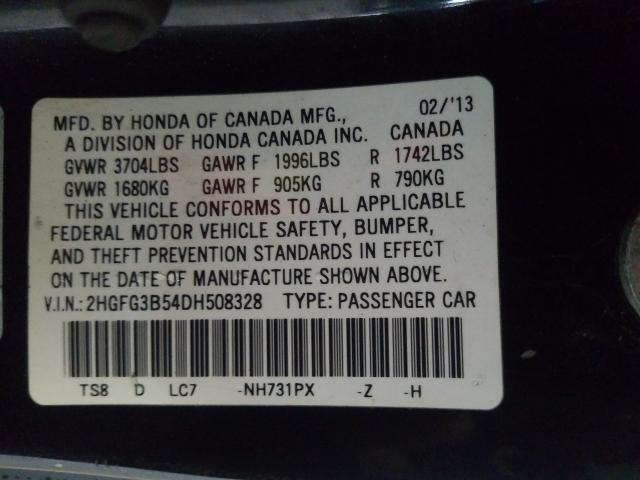 MFD. BY HONDA OF CANADA MFG., 02/'13
A DIVISION OF HONDA CANADA INC. CANADA
GVWR 3704LBS GAWR F 1996LBS R 1742LBS
GVWR 1680KG GAWR F 905KG R 790KG
THIS VEHICLE CONFORMS TO ALL APPLICABLE
FEDERAL MOTOR VEHICLE SAFETY, BUMPER,
AND THEFT PREVENTION STANDARDS IN EFFECT
ON THE DATE OF MANUFACTURE SHOWN ABOVE.
V.I.N.: 2HGFG3B54DH508328 TYPE: PASSENGER CAR
TS8 D LC7 -NH731PX -Z -H